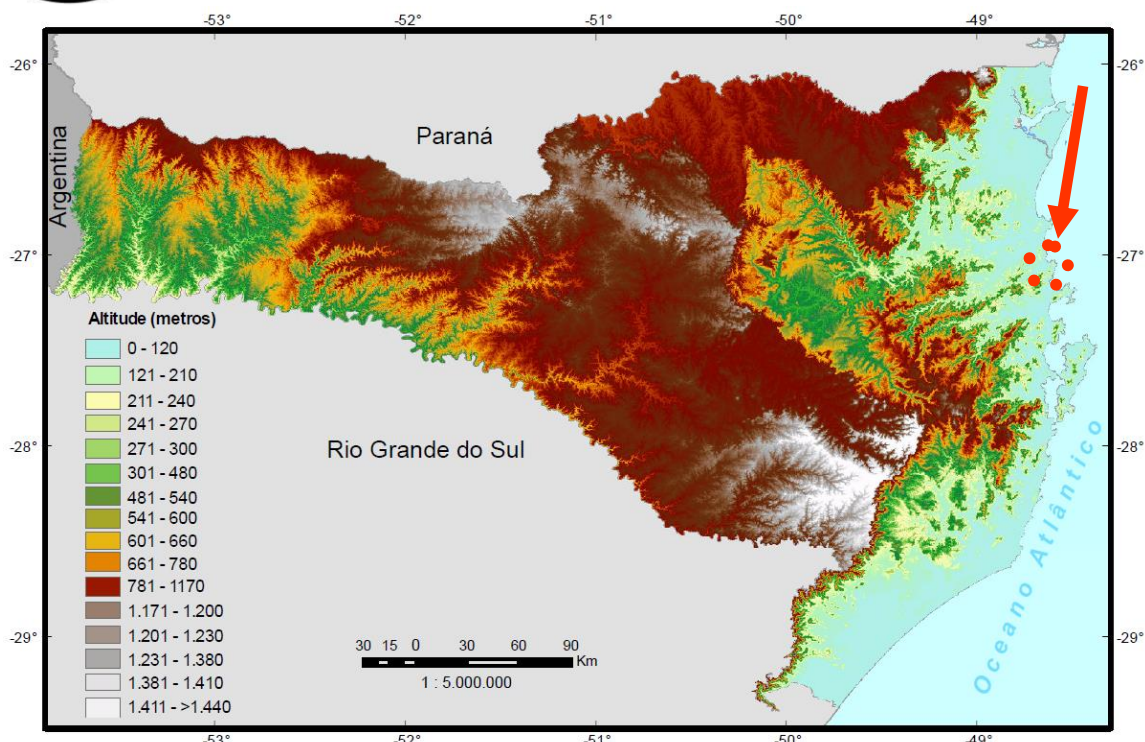 -53° -52° -51° -50° -49°
-26° -26°
Argentina
Paraná
-27° -27°
Altitude (metros)
0 - 120
121 - 210
211 - 240
241 - 270
271 - 300
301 - 480
481 - 540
541 - 600
601 - 660
661 - 780
781 - 1170
1.171 - 1.200
1.201 - 1.230
1.231 - 1.380
1.381 - 1.410
1.411 - >1.440
Rio Grande do Sul
-28° -28°
Oceano Atlântico
-29° -29°
30 15 0 30 60 90
Km
1 : 5.000.000
-53° -52° -51° -50° -49°